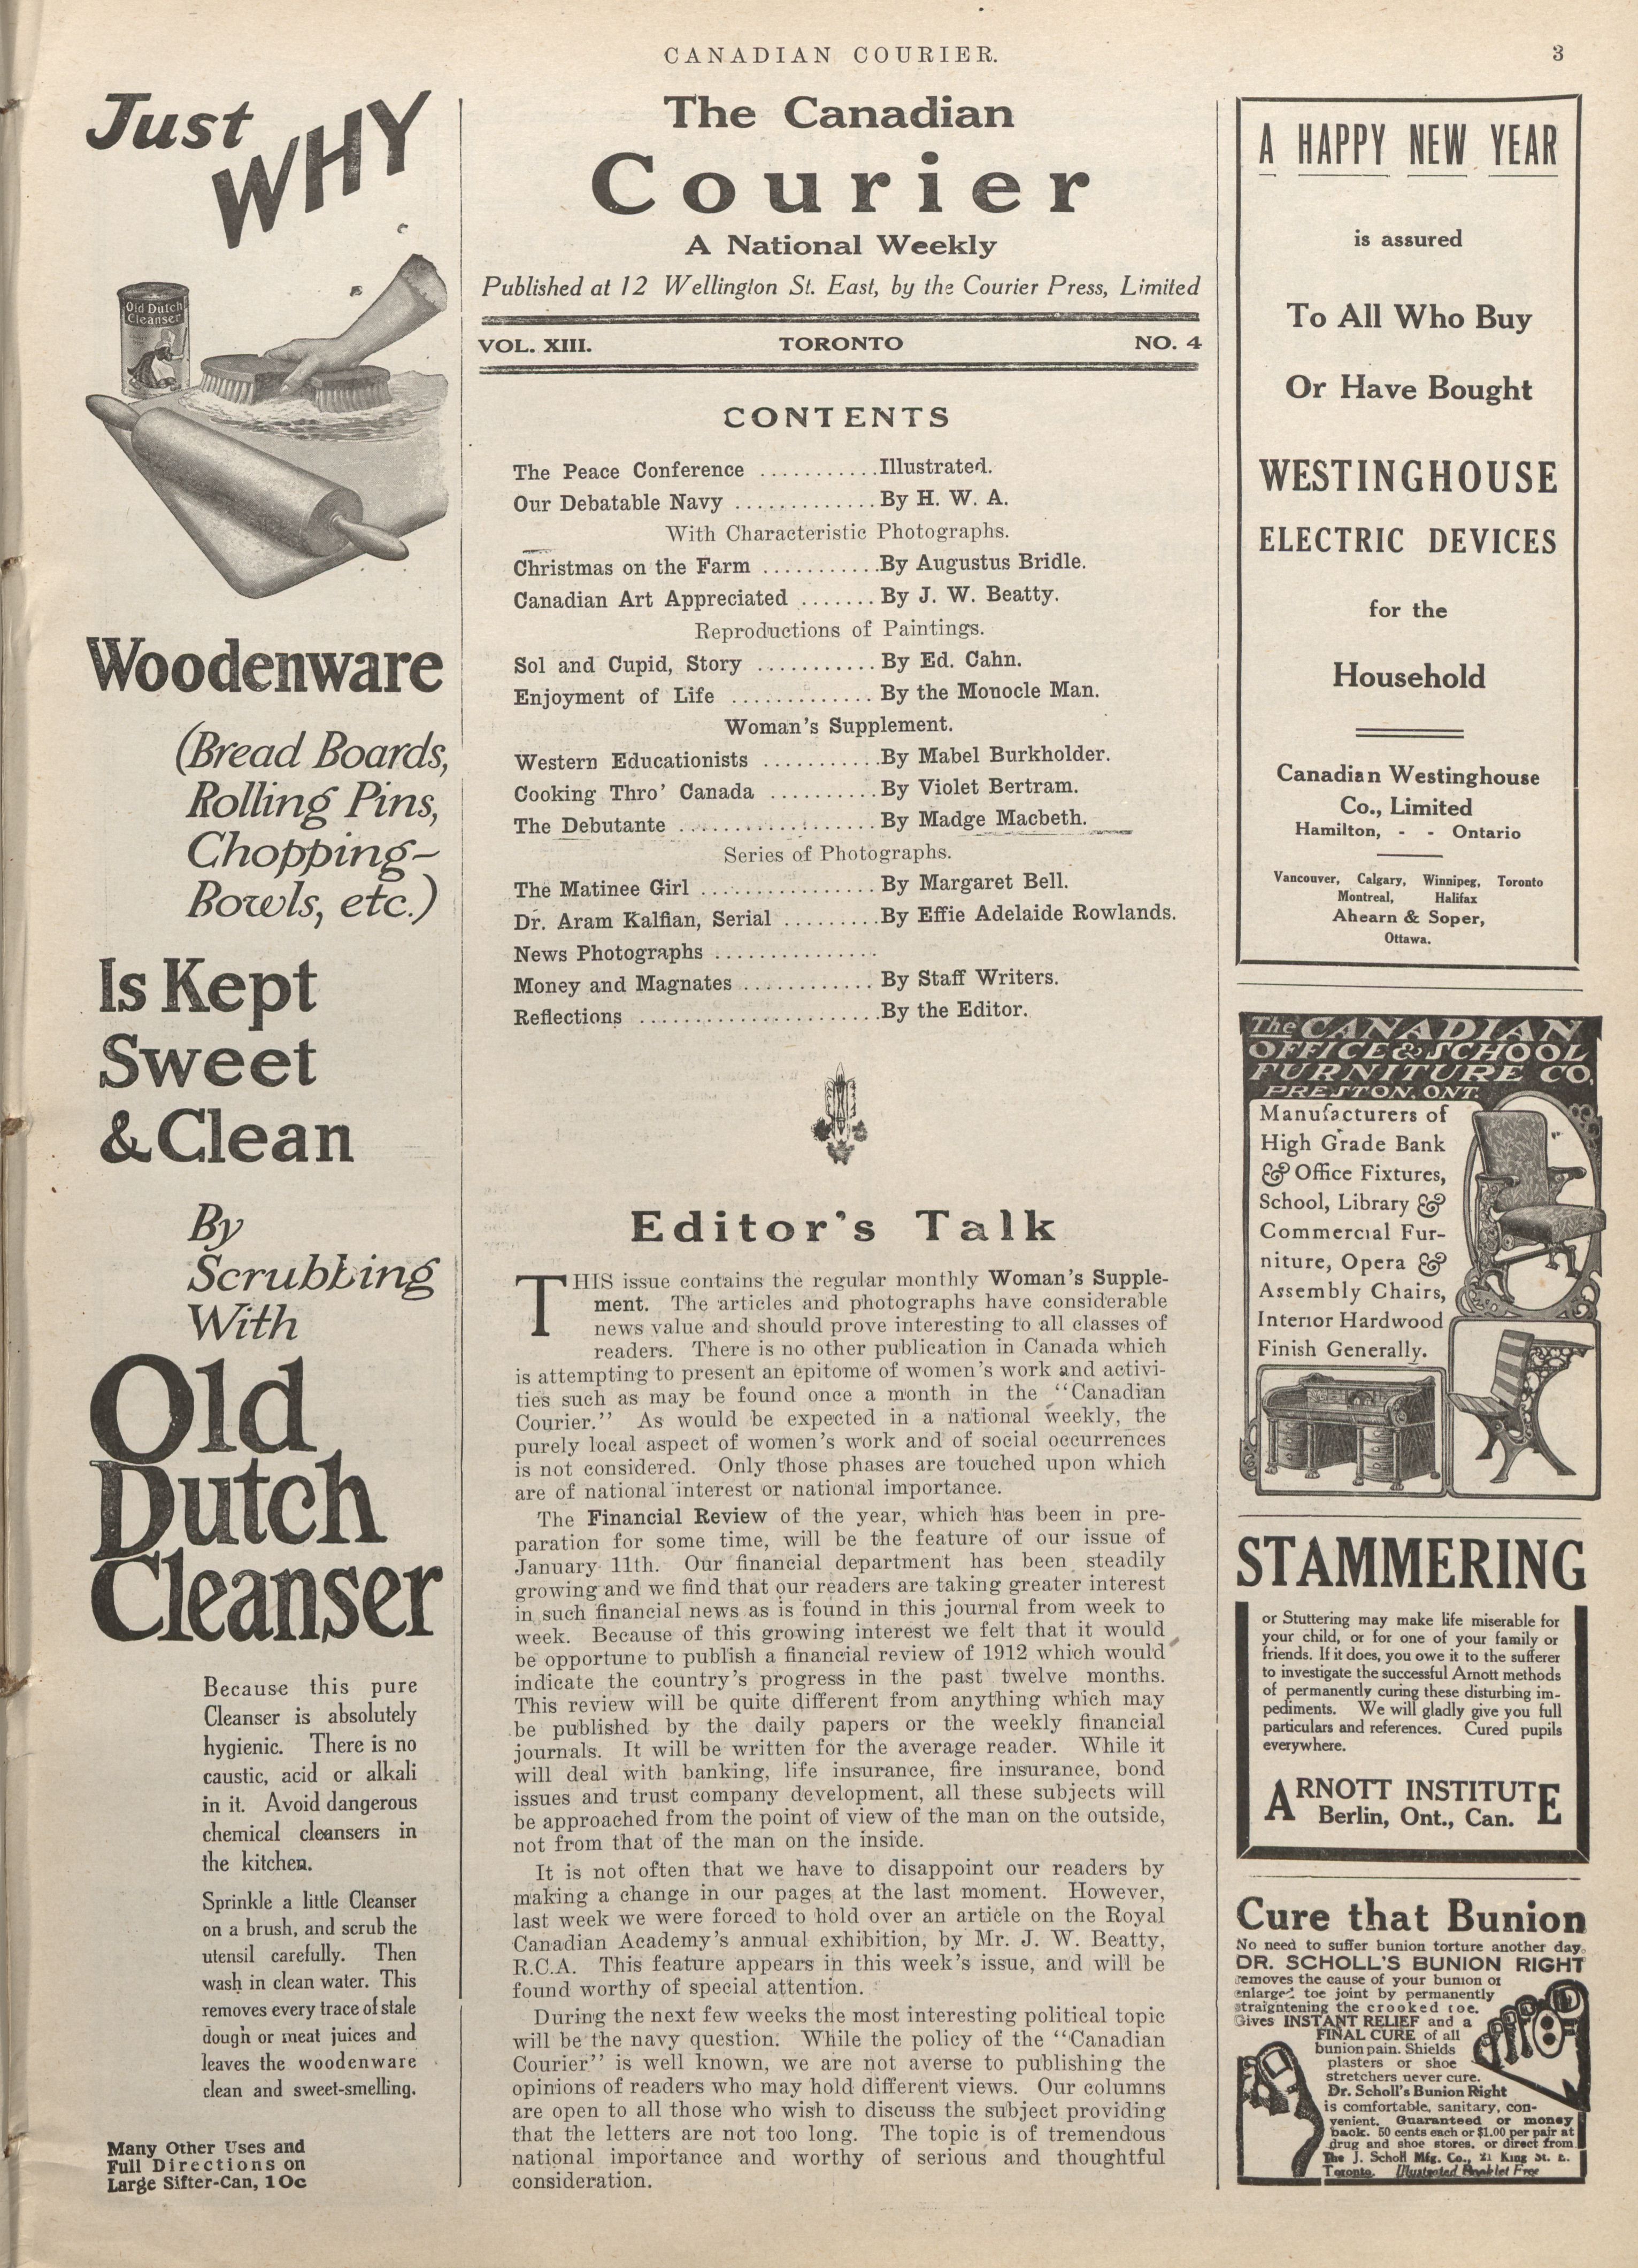 CANADIAN COURIER.
3
Just
WHY
Old Dutch
Cleanser
Woodenware
(Bread Boards,
Rolling Pins,
Chopping-
Bowls, etc.)
Is Kept
Sweet
& Clean
By
Scrubbing
With
Old
Dutch
Cleanser
Because this pure
Cleanser is absolutely
hygienic. There is no
caustic, acid or alkali
in it. Avoid dangerous
chemical cleansers in
the kitchen.
Sprinkle a little Cleanser
on a brush, and scrub the
utensil carefully. Then
wash in clean water. This
removes every trace of stale
dough or meat juices and
leaves the woodenware
clean and sweet-smelling.
Many Other Uses and
Full Directions on
Large Sifter-Can, 10c
The Canadian
Courier
A National Weekly
Published at 12 Wellington St. East, by the Courier Press, Limited
VOL. XIII. TORONTO NO. 4
CONTENTS
The Peace Conference ...........Illustrated.
Our Debatable Navy .............By H. W. A.
With Characteristic Photographs.
Christmas on the Farm ...........By Augustus Bridle.
Canadian Art Appreciated .......By J. W. Beatty.
Reproductions of Paintings.
Sol and Cupid, Story ...........By Ed. Cahn.
Enjoyment of Life .............By the Monocle Man.
Woman's Supplement.
Western Educationists ...........By Mabel Burkholder.
Cooking Thro' Canada ..........By Violet Bertram.
The Debutante ...................By Madge Macbeth.
Series of Photographs.
The Matinee Girl ................By Margaret Bell.
Dr. Aram Kalfian, Serial .........By Effie Adelaide Rowlands.
News Photographs ...............
Money and Magnates ............By Staff Writers.
Reflections ......................By the Editor.
Editor's Talk
THIS issue contains the regular monthly Woman's Supple-
ment. The articles and photographs have considerable
news value and should prove interesting to all classes of
readers. There is no other publication in Canada which
is attempting to present an epitome of women's work and activi-
ties such as may be found once a month in the "Canadian
Courier." As would be expected in a national weekly, the
purely local aspect of women's work and of social occurrences
is not considered. Only those phases are touched upon which
are of national interest or national importance.
The Financial Review of the year, which has been in pre-
paration for some time, will be the feature of our issue of
January 11th. Our financial department has been steadily
growing and we find that our readers are taking greater interest
in such financial news as is found in this journal from week to
week. Because of this growing interest we felt that it would
be opportune to publish a financial review of 1912 which would
indicate the country's progress in the past twelve months.
This review will be quite different from anything which may
be published by the daily papers or the weekly financial
journals. It will be written for the average reader. While it
will deal with banking, life insurance, fire insurance, bond
issues and trust company development, all these subjects will
be approached from the point of view of the man on the outside,
not from that of the man on the inside.
It is not often that we have to disappoint our readers by
making a change in our pages at the last moment. However,
last week we were forced to hold over an article on the Royal
Canadian Academy's annual exhibition, by Mr. J. W. Beatty,
R.C.A. This feature appears in this week's issue, and will be
found worthy of special attention.
During the next few weeks the most interesting political topic
will be the navy question. While the policy of the "Canadian
Courier" is well known, we are not averse to publishing the
opinions of readers who may hold different views. Our columns
are open to all those who wish to discuss the subject providing
that the letters are not too long. The topic is of tremendous
national importance and worthy of serious and thoughtful
consideration.
A HAPPY NEW YEAR
is assured
To All Who Buy
Or Have Bought
WESTINGHOUSE
ELECTRIC DEVICES
for the
Household
Canadian Westinghouse
Co., Limited
Hamilton, - - Ontario
Vancouver, Calgary, Winnipeg, Toronto
Montreal, Halifax
Ahearn & Soper,
Ottawa.
The CANADIAN
OFFICE & SCHOOL
FURNITURE CO.
PRESTON. ONT.
Manufacturers of
High Grade Bank
& Office Fixtures,
School, Library &
Commercial Fur-
niture, Opera &
Assembly Chairs,
Interior Hardwood
Finish Generally.
STAMMERING
or Stuttering may make life miserable for
your child, or for one of your family or
friends. If it does, you owe it to the sufferer
to investigate the successful Arnott methods
of permanently curing these disturbing im-
pediments. We will gladly give you full
particulars and references. Cured pupils
everywhere.
ARNOTT INSTITUTE
Berlin, Ont., Can.
Cure that Bunion
No need to suffer bunion torture another day.
DR. SCHOLL'S BUNION RIGHT
removes the cause of your bunion or
enlarged toe joint by permanently
straightening the crooked toe.
Gives INSTANT RELIEF and a
FINAL CURE of all
bunion pain. Shields
plasters or shoe
stretchers never cure.
Dr. Scholl's Bunion Right
is comfortable, sanitary, con-
venient. Guaranteed or money
back. 50 cents each or $1.00 per pair at
drug and shoe stores, or direct from
The J. Scholl Mfg. Co., 21 King St. E.
Toronto. Illustrated Booklet Free